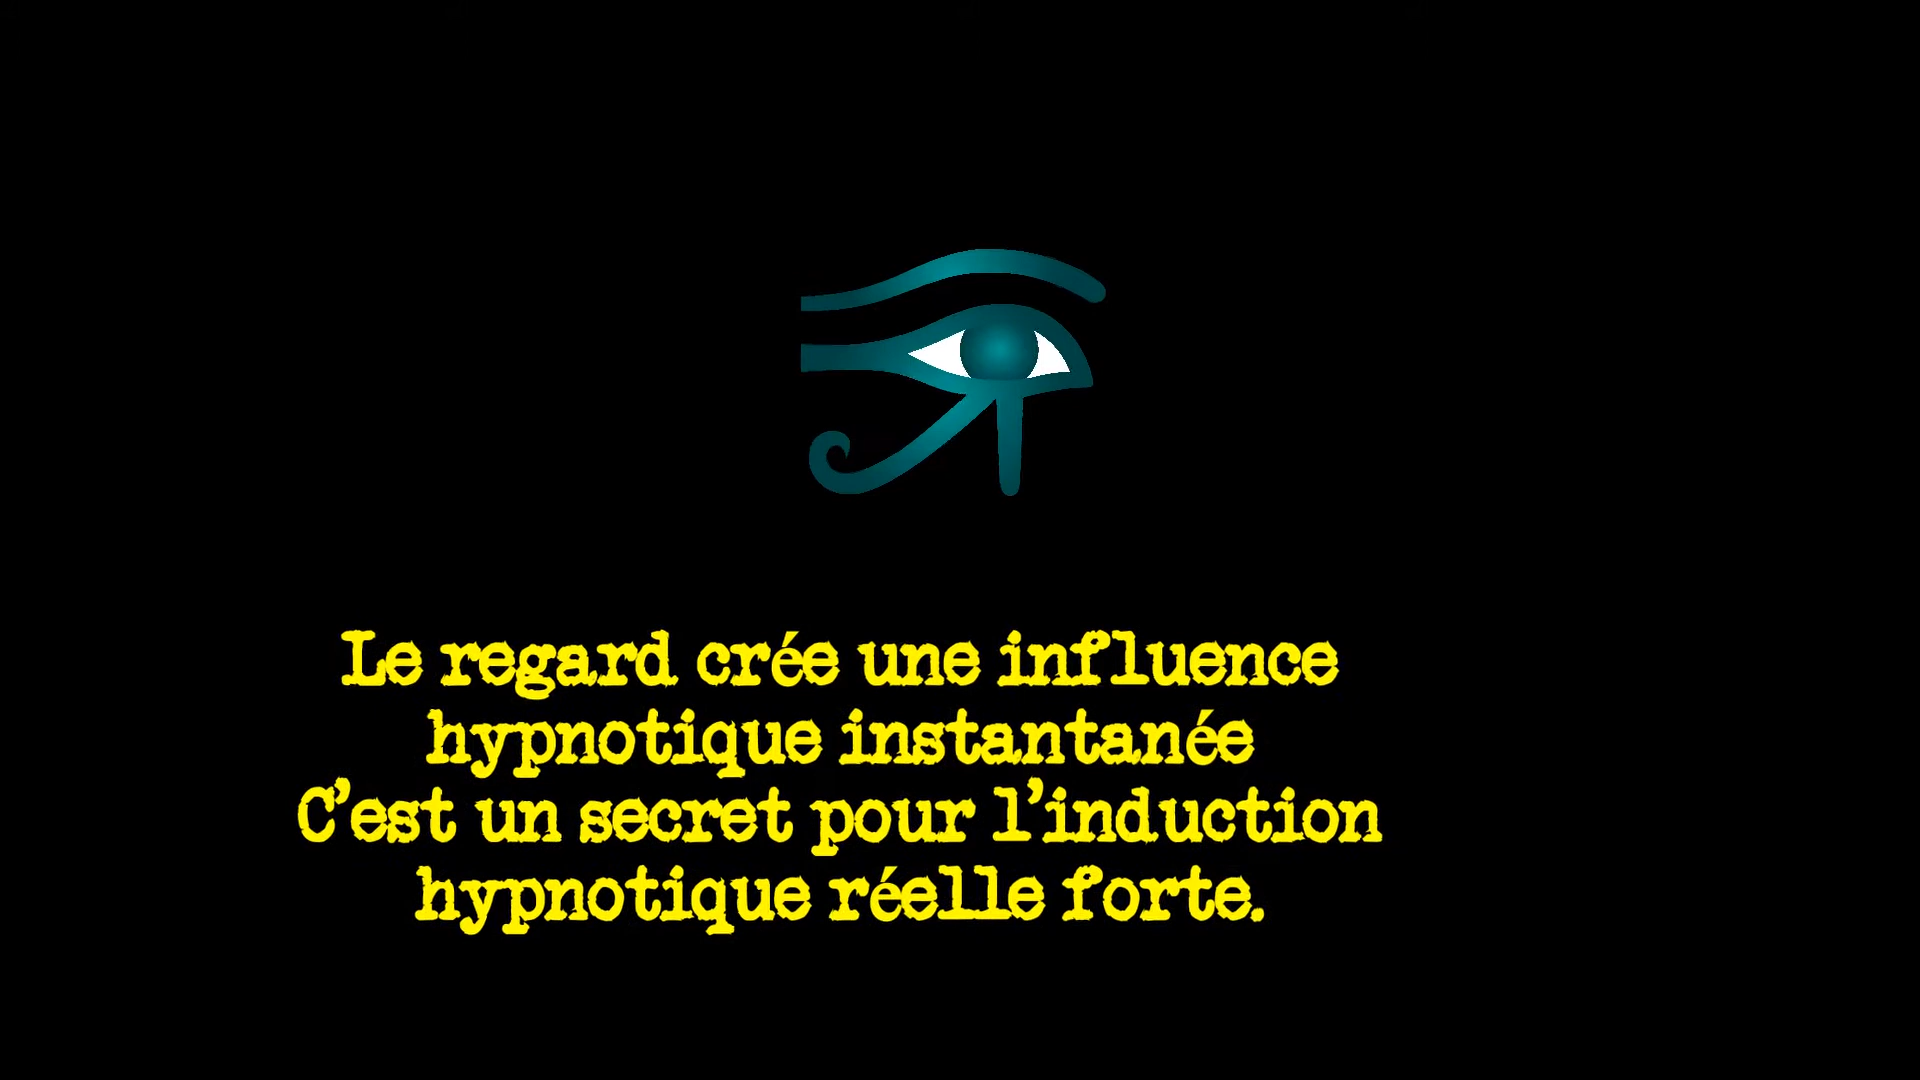 Le regard crée une influence
hypnotique instantanée
C'est un secret pour l'induction
hypnotique réelle forte.